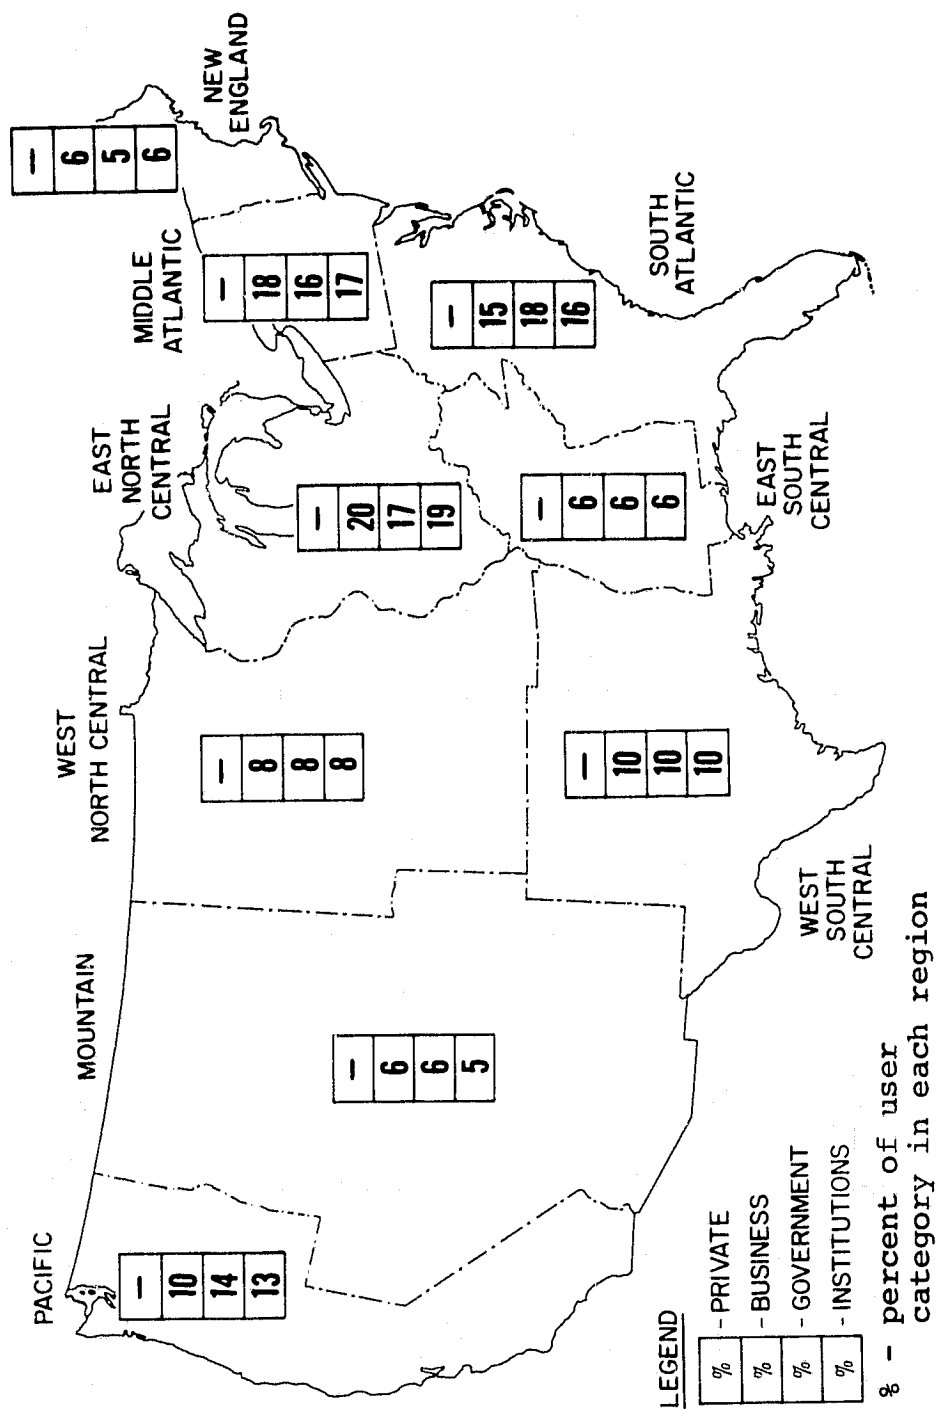 PACIFIC
–
10
14
13
MOUNTAIN
–
6
6
5
WEST
NORTH CENTRAL
–
8
8
8
WEST
SOUTH
CENTRAL
–
10
10
10
EAST
NORTH
CENTRAL
–
20
17
19
EAST
SOUTH
CENTRAL
–
6
6
6
MIDDLE
ATLANTIC
–
18
16
17
SOUTH
ATLANTIC
–
15
18
16
NEW
ENGLAND
–
6
5
6
LEGEND
% - PRIVATE
% - BUSINESS
% - GOVERNMENT
% - INSTITUTIONS
% - percent of user
category in each region